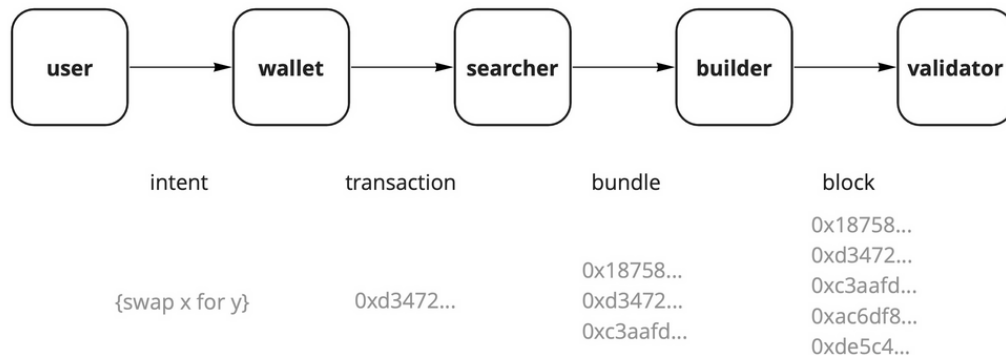 user
wallet
searcher
builder
validator
intent
transaction
bundle
block
{swap x for y}
0xd3472...
0x18758...
0xd3472...
0xc3aafd...
0x18758...
0xd3472...
0xc3aafd...
0xac6df8...
0xde5c4...